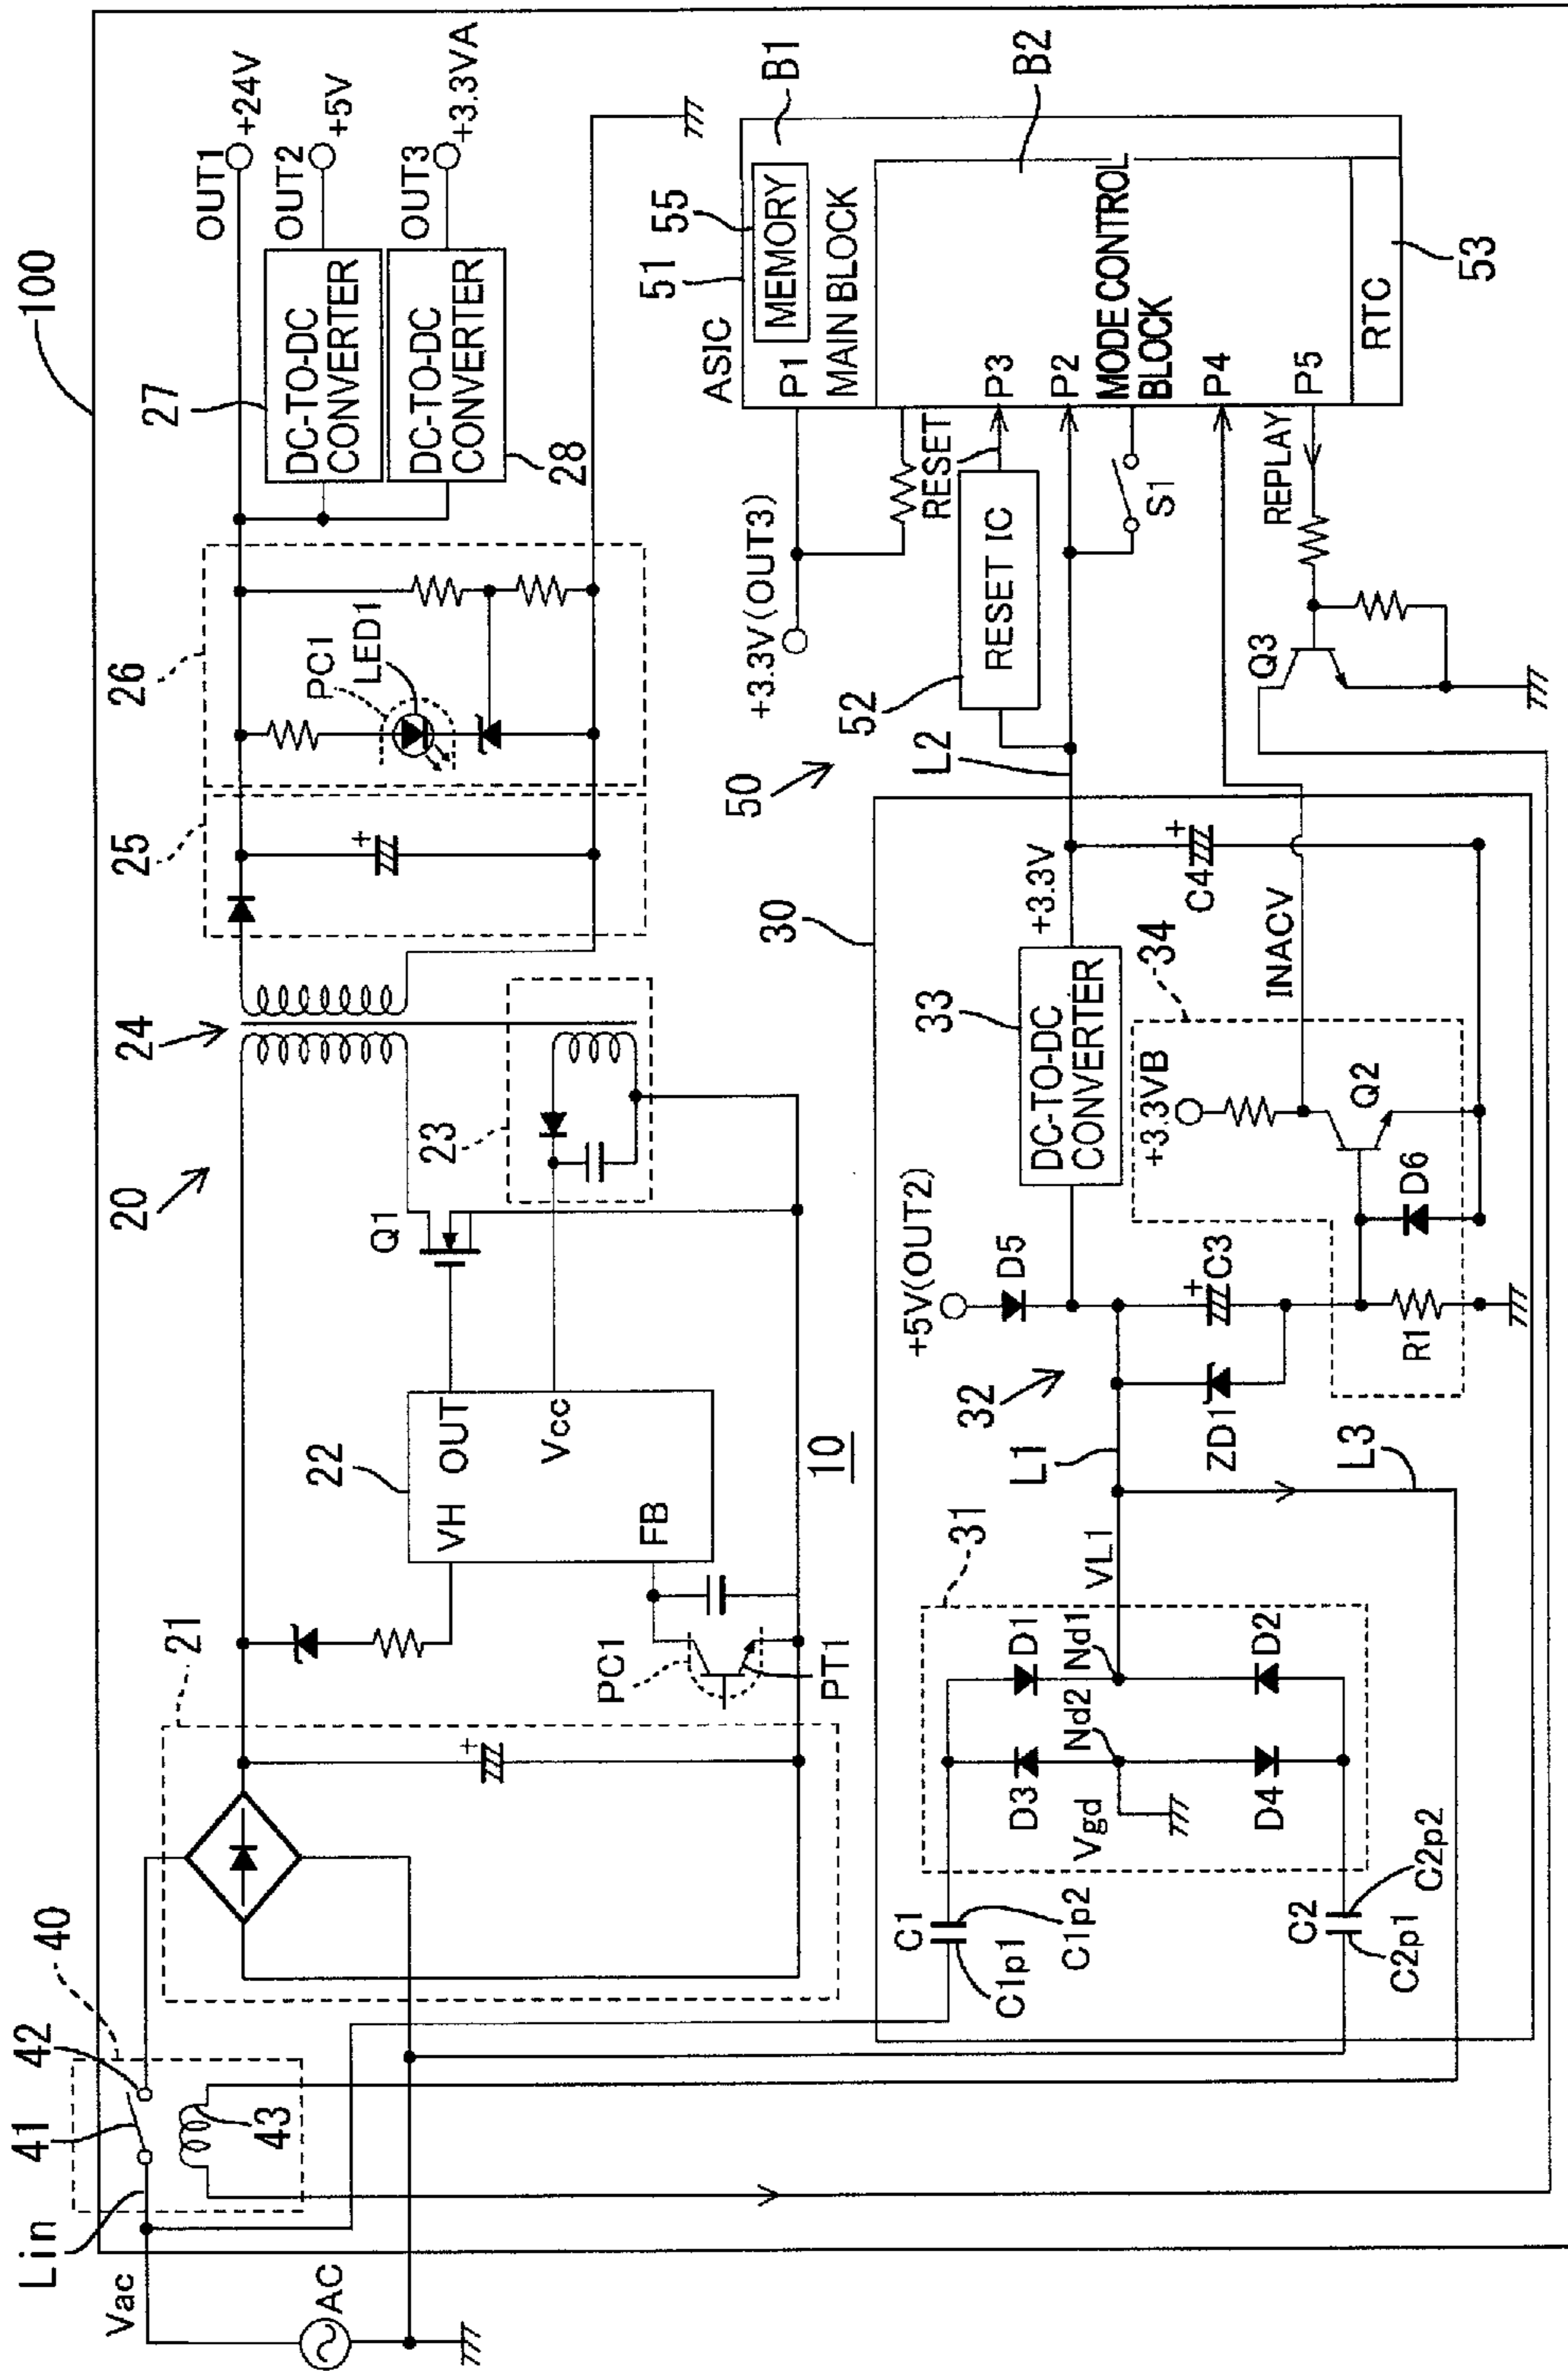 100
Lin
41
42
40
Vac
AC
43
21
20
24
25
26
PC1
LED1
27
DC-TO-DC
CONVERTER
DC-TO-DC
CONVERTER
28
OUT1
+24V
OUT2
+5V
OUT3
+3.3VA
22
VH
OUT
Vcc
FB
Q1
23
PC1
PT1
10
50
+3.3V(OUT3)
ASIC
51
55
B1
P1
MEMORY
MAIN BLOCK
B2
RESET
52
RESET IC
P3
P2
MODE CONTROL
BLOCK
S1
P4
REPLAY
P5
RTC
53
Q3
L2
30
31
32
+5V(OUT2)
D5
33
DC-TO-DC
CONVERTER
+3.3V
C4
34
+3.3VB
INACV
Q2
D6
C3
R1
ZD1
L1
L3
VL1
C1
C1p1
C1p2
D3
D1
Nd2
Nd1
Vgd
D4
D2
C2
C2p1
C2p2